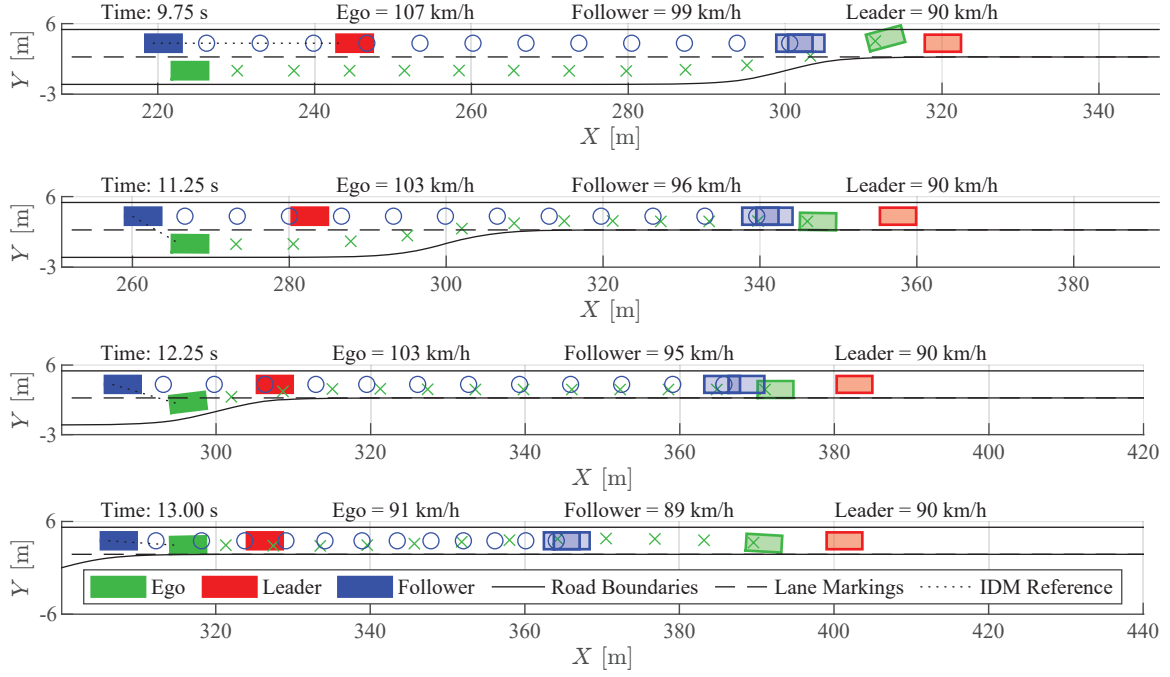 Time: 9.75 s Ego = 107 km/h Follower = 99 km/h Leader = 90 km/h
6
-3
Y [m]
220 240 260 280 300 320 340
X [m]
Time: 11.25 s Ego = 103 km/h Follower = 96 km/h Leader = 90 km/h
6
-3
Y [m]
260 280 300 320 340 360 380
X [m]
Time: 12.25 s Ego = 103 km/h Follower = 95 km/h Leader = 90 km/h
6
-3
Y [m]
300 320 340 360 380 400 420
X [m]
Time: 13.00 s Ego = 91 km/h Follower = 89 km/h Leader = 90 km/h
6
-6
Y [m]
Ego Leader Follower Road Boundaries Lane Markings IDM Reference
320 340 360 380 400 420 440
X [m]